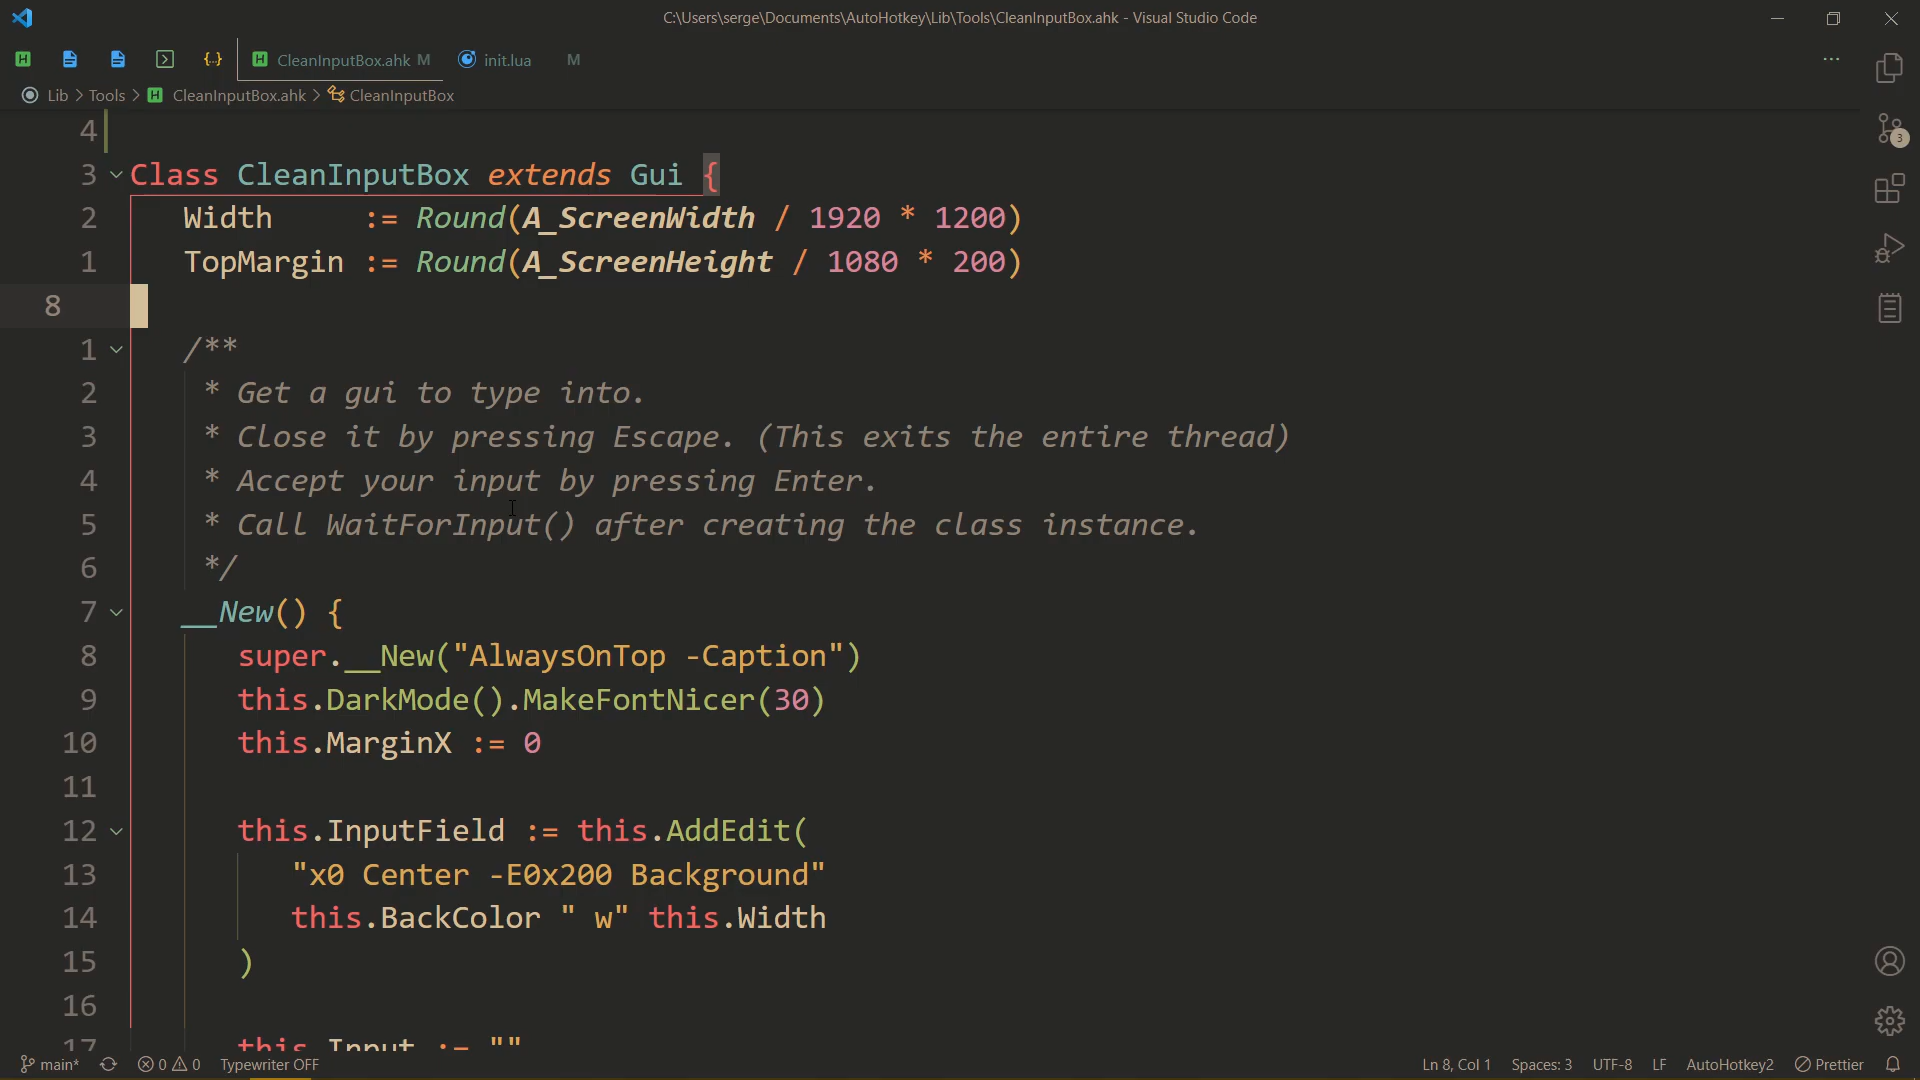 C:\Users\serge\Documents\AutoHotkey\Lib\Tools\CleanInputBox.ahk - Visual Studio Code
H {..} H CleanInputBox.ahk M init.lua M ...
Lib > Tools > H CleanInputBox.ahk > CleanInputBox
4
3 Class CleanInputBox extends Gui {
2 Width := Round(A_ScreenWidth / 1920 * 1200)
1 TopMargin := Round(A_ScreenHeight / 1080 * 200)
8
1 /**
2 * Get a gui to type into.
3 * Close it by pressing Escape. (This exits the entire thread)
4 * Accept your input by pressing Enter.
5 * Call WaitForInput() after creating the class instance.
6 */
7 __New() {
8 super.__New("AlwaysOnTop -Caption")
9 this.DarkMode().MakeFontNicer(30)
10 this.MarginX := 0
11
12 this.InputField := this.AddEdit(
13 "x0 Center -E0x200 Background"
14 this.BackColor " w" this.Width
15 )
16
17 this.Input := ""
3
main* 0 0 Typewriter OFF Ln 8, Col 1 Spaces: 3 UTF-8 LF AutoHotkey2 Prettier